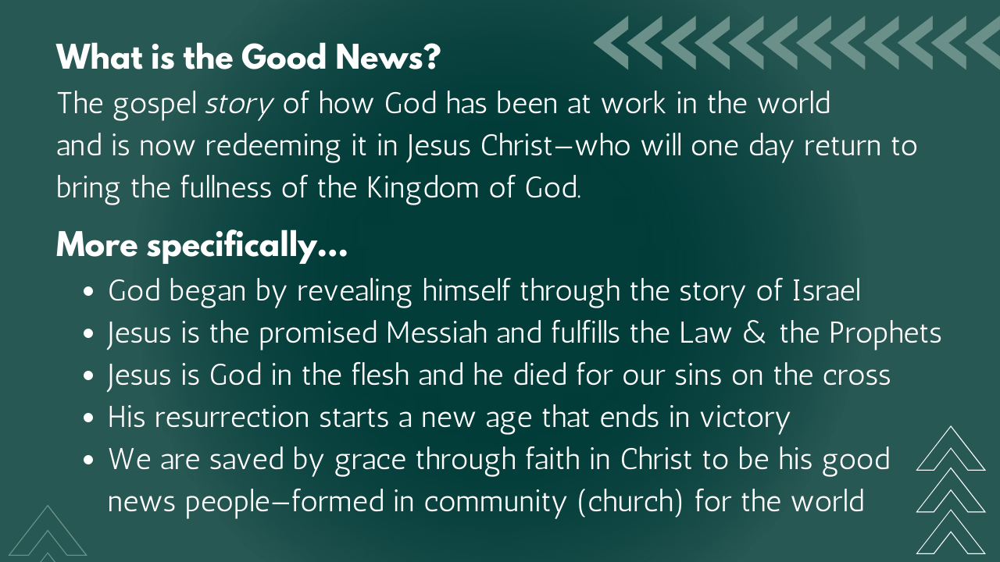 What is the Good News?
The gospel story of how God has been at work in the world
and is now redeeming it in Jesus Christ—who will one day return to
bring the fullness of the Kingdom of God.
More specifically...
• God began by revealing himself through the story of Israel
• Jesus is the promised Messiah and fulfills the Law & the Prophets
• Jesus is God in the flesh and he died for our sins on the cross
• His resurrection starts a new age that ends in victory
• We are saved by grace through faith in Christ to be his good
news people—formed in community (church) for the world